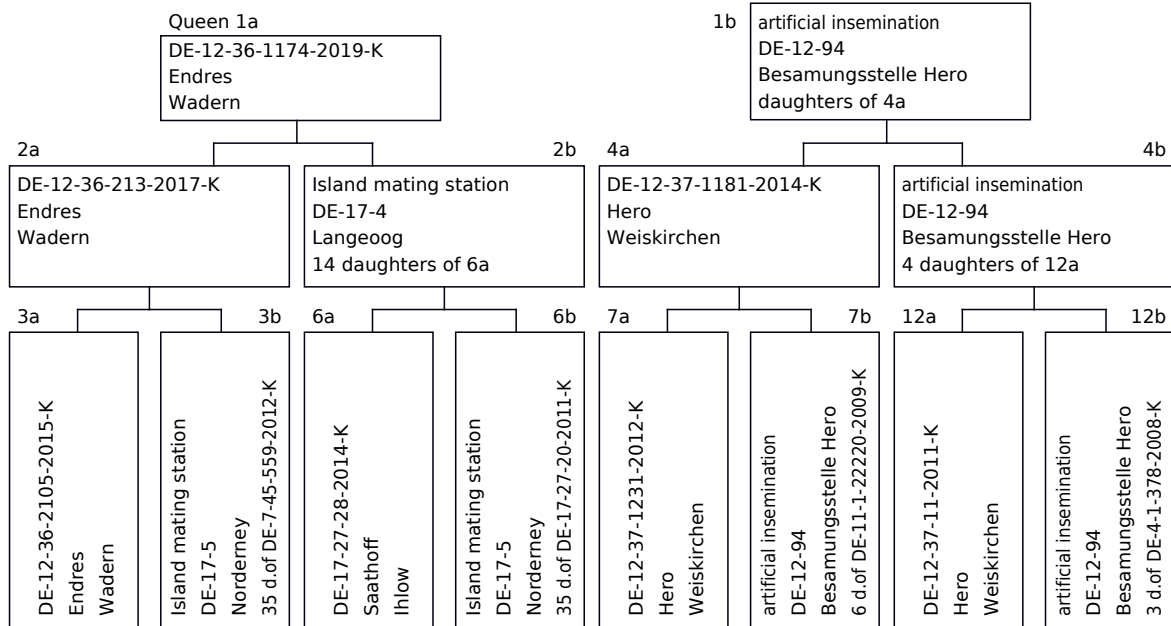 Queen 1a
DE-12-36-1174-2019-K
Endres
Wadern
1b
artificial insemination
DE-12-94
Besamungsstelle Hero
daughters of 4a
2a
DE-12-36-213-2017-K
Endres
Wadern
2b
Island mating station
DE-17-4
Langeoog
14 daughters of 6a
4a
DE-12-37-1181-2014-K
Hero
Weiskirchen
4b
artificial insemination
DE-12-94
Besamungsstelle Hero
4 daughters of 12a
3a
DE-12-36-2105-2015-K
Endres
Wadern
3b
Island mating station
DE-17-5
Norderney
35 d.of DE-7-45-559-2012-K
6a
DE-17-27-28-2014-K
Saathoff
Ihlow
6b
Island mating station
DE-17-5
Norderney
35 d.of DE-17-27-20-2011-K
7a
DE-12-37-1231-2012-K
Hero
Weiskirchen
7b
artificial insemination
DE-12-94
Besamungsstelle Hero
6 d.of DE-11-1-22220-2009-K
12a
DE-12-37-11-2011-K
Hero
Weiskirchen
12b
artificial insemination
DE-12-94
Besamungsstelle Hero
3 d.of DE-4-1-378-2008-K